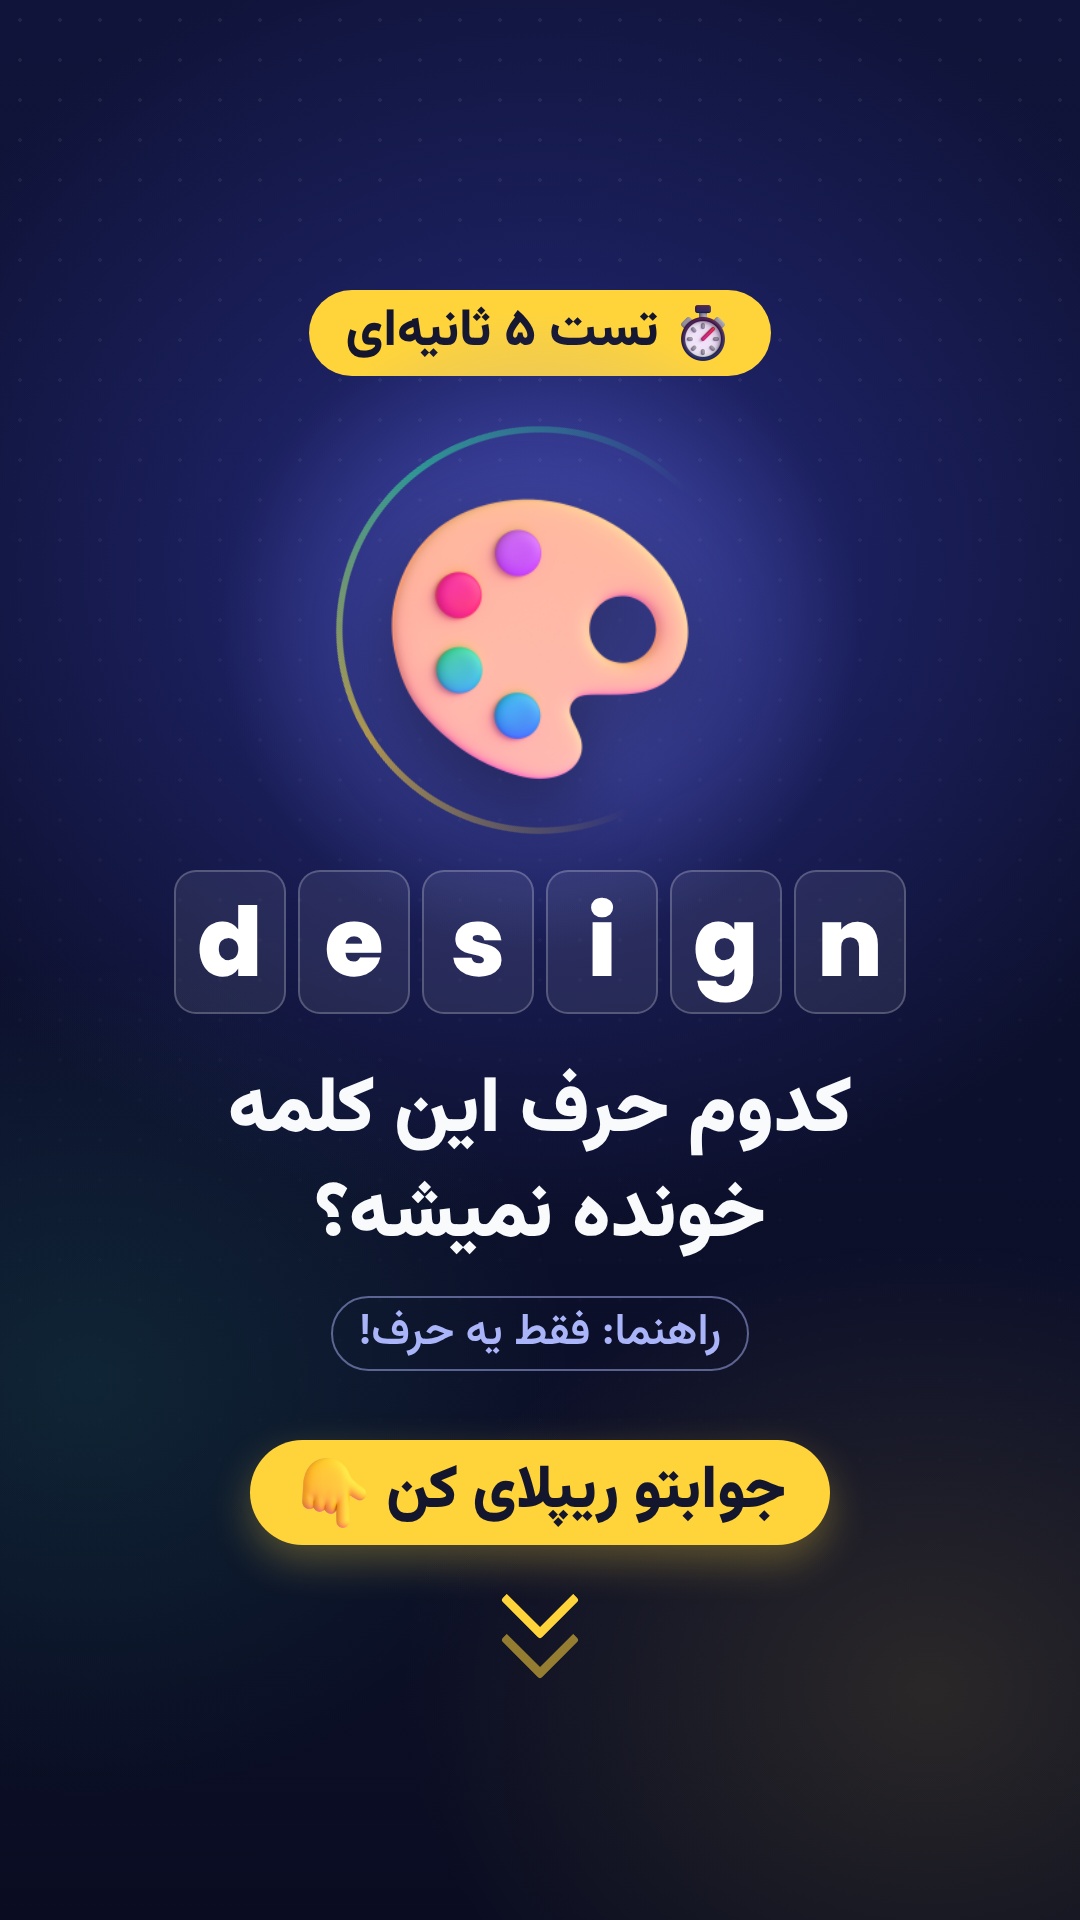 تست ۵ ثانیه‌ای
design
کدوم حرف این کلمه
خونده نمیشه؟
راهنما: فقط یه حرف!
جوابتو ریپلای کن